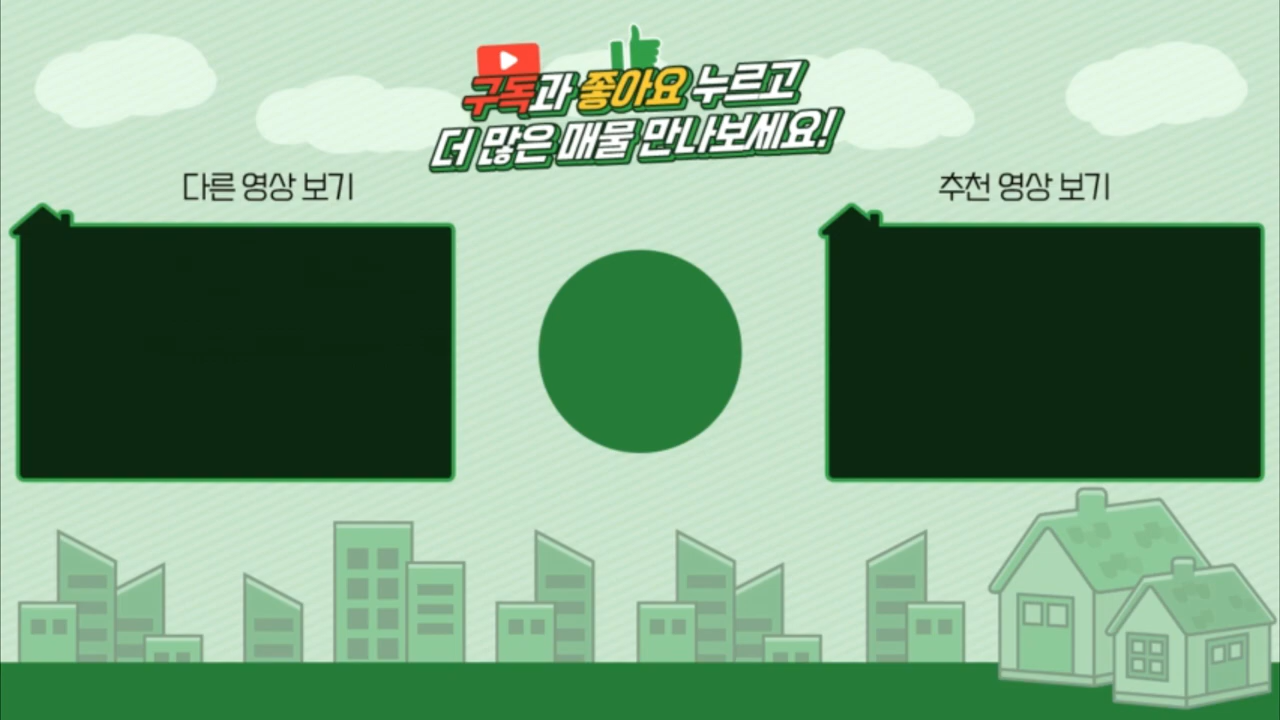 구독과 좋아요 누르고
더 많은 매물 만나보세요!
다른 영상 보기
추천 영상 보기